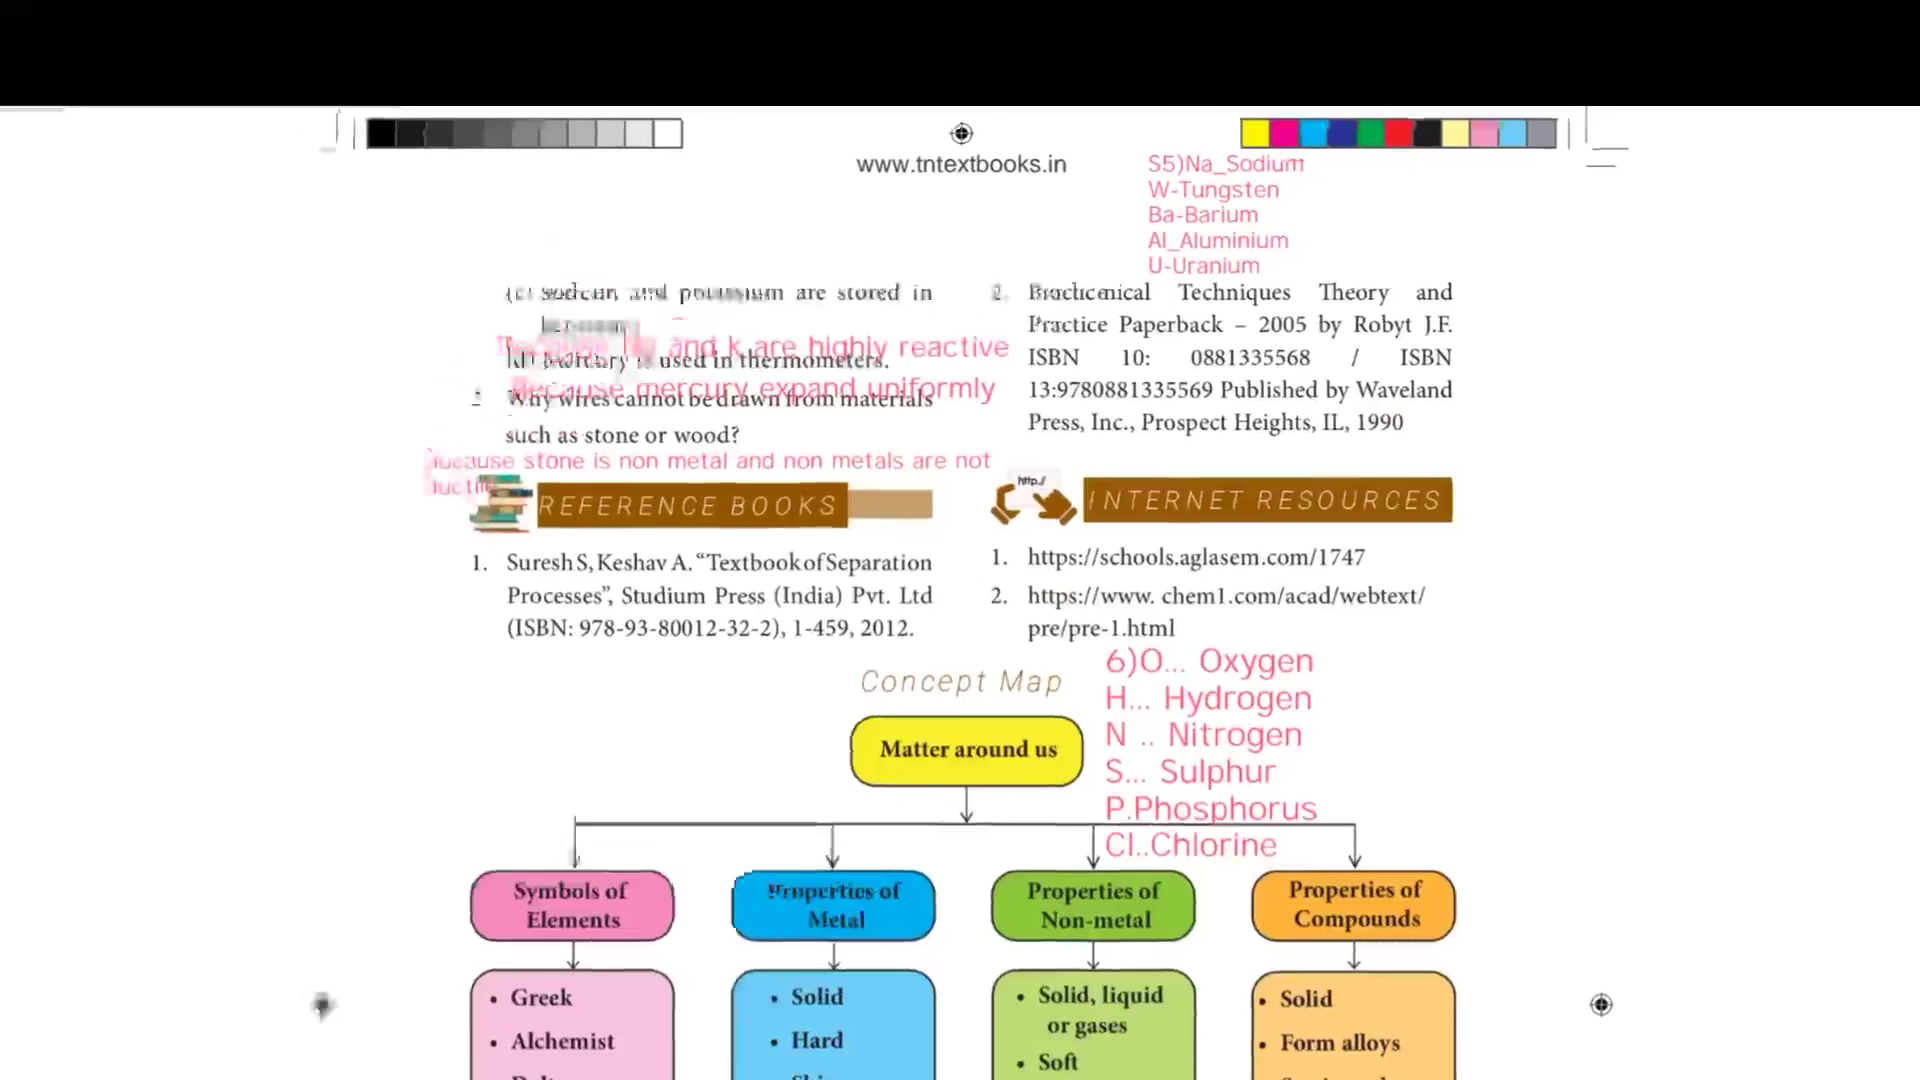 www.tntextbooks.in
S5)Na_Sodium
W-Tungsten
Ba-Barium
Al_Aluminium
U-Uranium
are stored in
and k are highly reactive
used in thermometers.
Because mercury expand uniformly
Why wires cannot be drawn from materials
such as stone or wood?
stone is non metal and non metals are not
REFERENCE BOOKS
1. Suresh S, Keshav A. “Textbook of Separation
Processes”, Studium Press (India) Pvt. Ltd
(ISBN: 978-93-80012-32-2), 1-459, 2012.
Techniques Theory and
Practice Paperback – 2005 by Robyt J.F.
ISBN 10: 0881335568 / ISBN
13:9780881335569 Published by Waveland
Press, Inc., Prospect Heights, IL, 1990
http://
INTERNET RESOURCES
1. https://schools.aglasem.com/1747
2. https://www. chem1.com/acad/webtext/
pre/pre-1.html
6)O... Oxygen
H... Hydrogen
N .. Nitrogen
S... Sulphur
P.Phosphorus
Cl..Chlorine
Concept Map
Matter around us
Symbols of
Elements
• Greek
• Alchemist
Properties of
Metal
• Solid
• Hard
Properties of
Non-metal
• Solid, liquid
or gases
• Soft
Properties of
Compounds
• Solid
• Form alloys